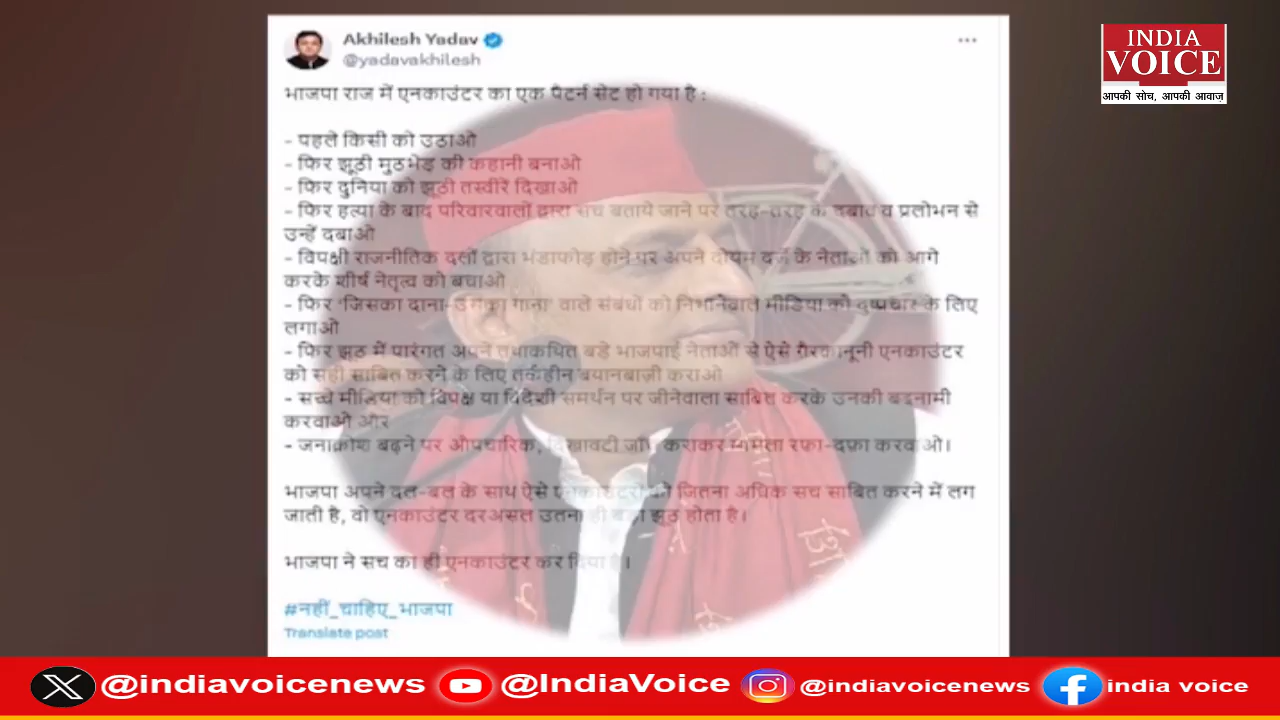 Akhilesh Yadav
@yadavakhilesh
INDIA
VOICE
आपकी सोच, आपकी आवाज़
भाजपा राज में एनकाउंटर का एक पैटर्न सेट हो गया है :
- पहले किसी को उठाओ
- फिर झूठी मुठभेड़ की कहानी बनाओ
- फिर दुनिया को झूठी तस्वीरें दिखाओ
- फिर हत्या के बाद परिवारवालों द्वारा सच बताये जाने पर तरह-तरह के दबाव व प्रलोभन से
उन्हें दबाओ
- विपक्षी राजनीतिक दलों द्वारा भंडाफोड़ होने पर अपने दोयम दर्जे के नेताओं को आगे
करके शीर्ष नेतृत्व को बचाओ
- फिर ‘जिसका दाना-उसका गाना’ वाले संबंधों को निभानेवाले मीडिया को दुष्प्रचार के लिए
लगाओ
- फिर झूठ में पारंगत अपने तथाकथित बड़े भाजपाई नेताओं से ऐसे ग़ैरक़ानूनी एनकाउंटर
को सही साबित करने के लिए तर्कहीन बयानबाज़ी कराओ
- सच्चे मीडिया को विपक्ष या विदेशी समर्थन पर जीनेवाला साबित करके उनकी बदनामी
करवाओ और
- जनाक्रोश बढ़ने पर औपचारिक, दिखावटी जाँच कराकर मामला रफ़ा-दफ़ा करवाओ।
भाजपा अपने दल-बल के साथ ऐसे एनकाउंटरों को जितना अधिक सच साबित करने में लग
जाती है, वो एनकाउंटर दरअसल उतना ही बड़ा झूठ होता है।
भाजपा ने सच का ही एनकाउंटर कर दिया है।
#नहीं_चाहिए_भाजपा
Translate post
@indiavoicenews @IndiaVoice @indiavoicenews india voice